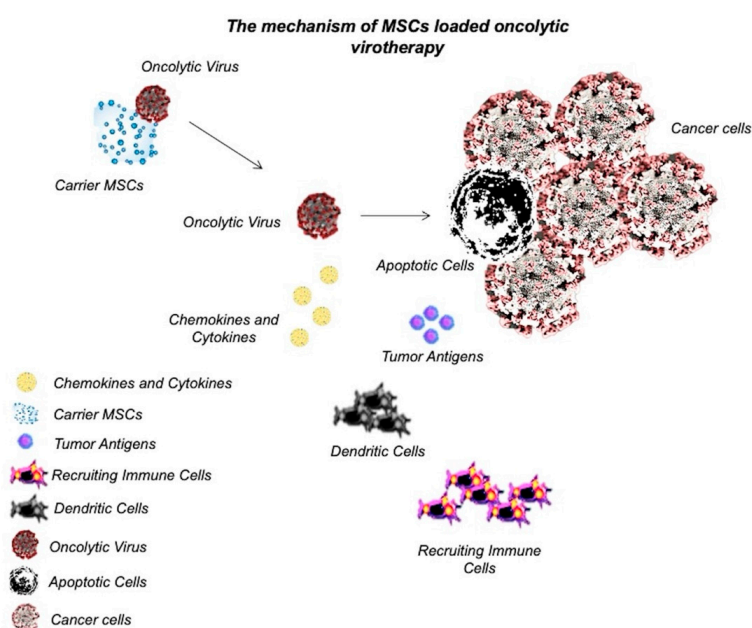 The mechanism of MSCs loaded oncolytic
virotherapy
Oncolytic Virus
Cancer cells
Carrier MSCs
Oncolytic Virus
Apoptotic Cells
Chemokines and
Cytokines
Tumor Antigens
Chemokines and Cytokines
Carrier MSCs
Tumor Antigens
Dendritic Cells
Recruiting Immune Cells
Dendritic Cells
Oncolytic Virus
Recruiting Immune
Cells
Apoptotic Cells
Cancer cells